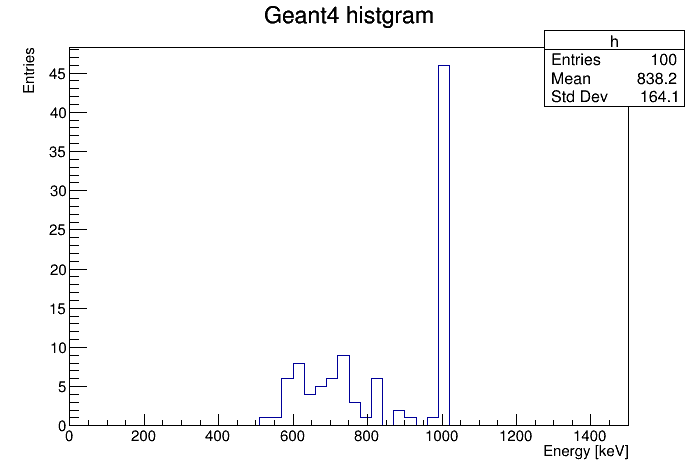 Geant4 histgram
h
Entries 100
Mean 838.2
Std Dev 164.1
Entries
45
40
35
30
25
20
15
10
5
0
0 200 400 600 800 1000 1200 1400
Energy [keV]